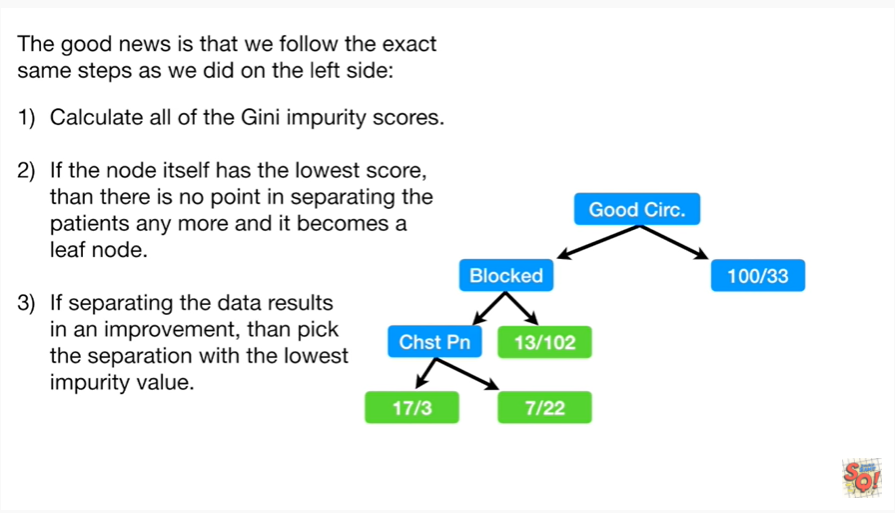 The good news is that we follow the exact
same steps as we did on the left side:
1) Calculate all of the Gini impurity scores.
2) If the node itself has the lowest score,
than there is no point in separating the
patients any more and it becomes a
leaf node.
3) If separating the data results
in an improvement, than pick
the separation with the lowest
impurity value.
Good Circ.
Blocked
100/33
Chst Pn
13/102
17/3
7/22